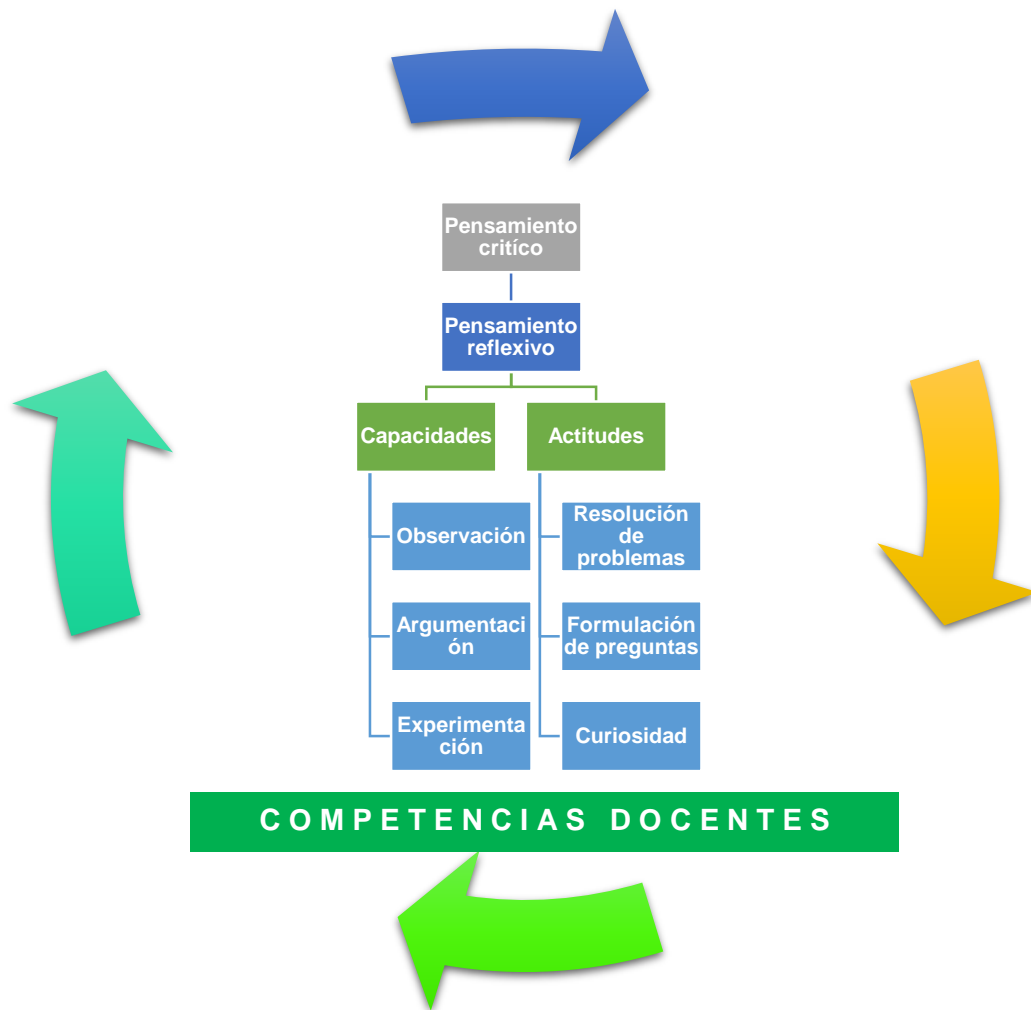 Pensamiento
critíco
Pensamiento
reflexivo
Capacidades
Actitudes
Observación
Resolución
de
problemas
Argumentaci
ón
Formulación
de preguntas
Experimenta
ción
Curiosidad
COMPETENCIAS DOCENTES